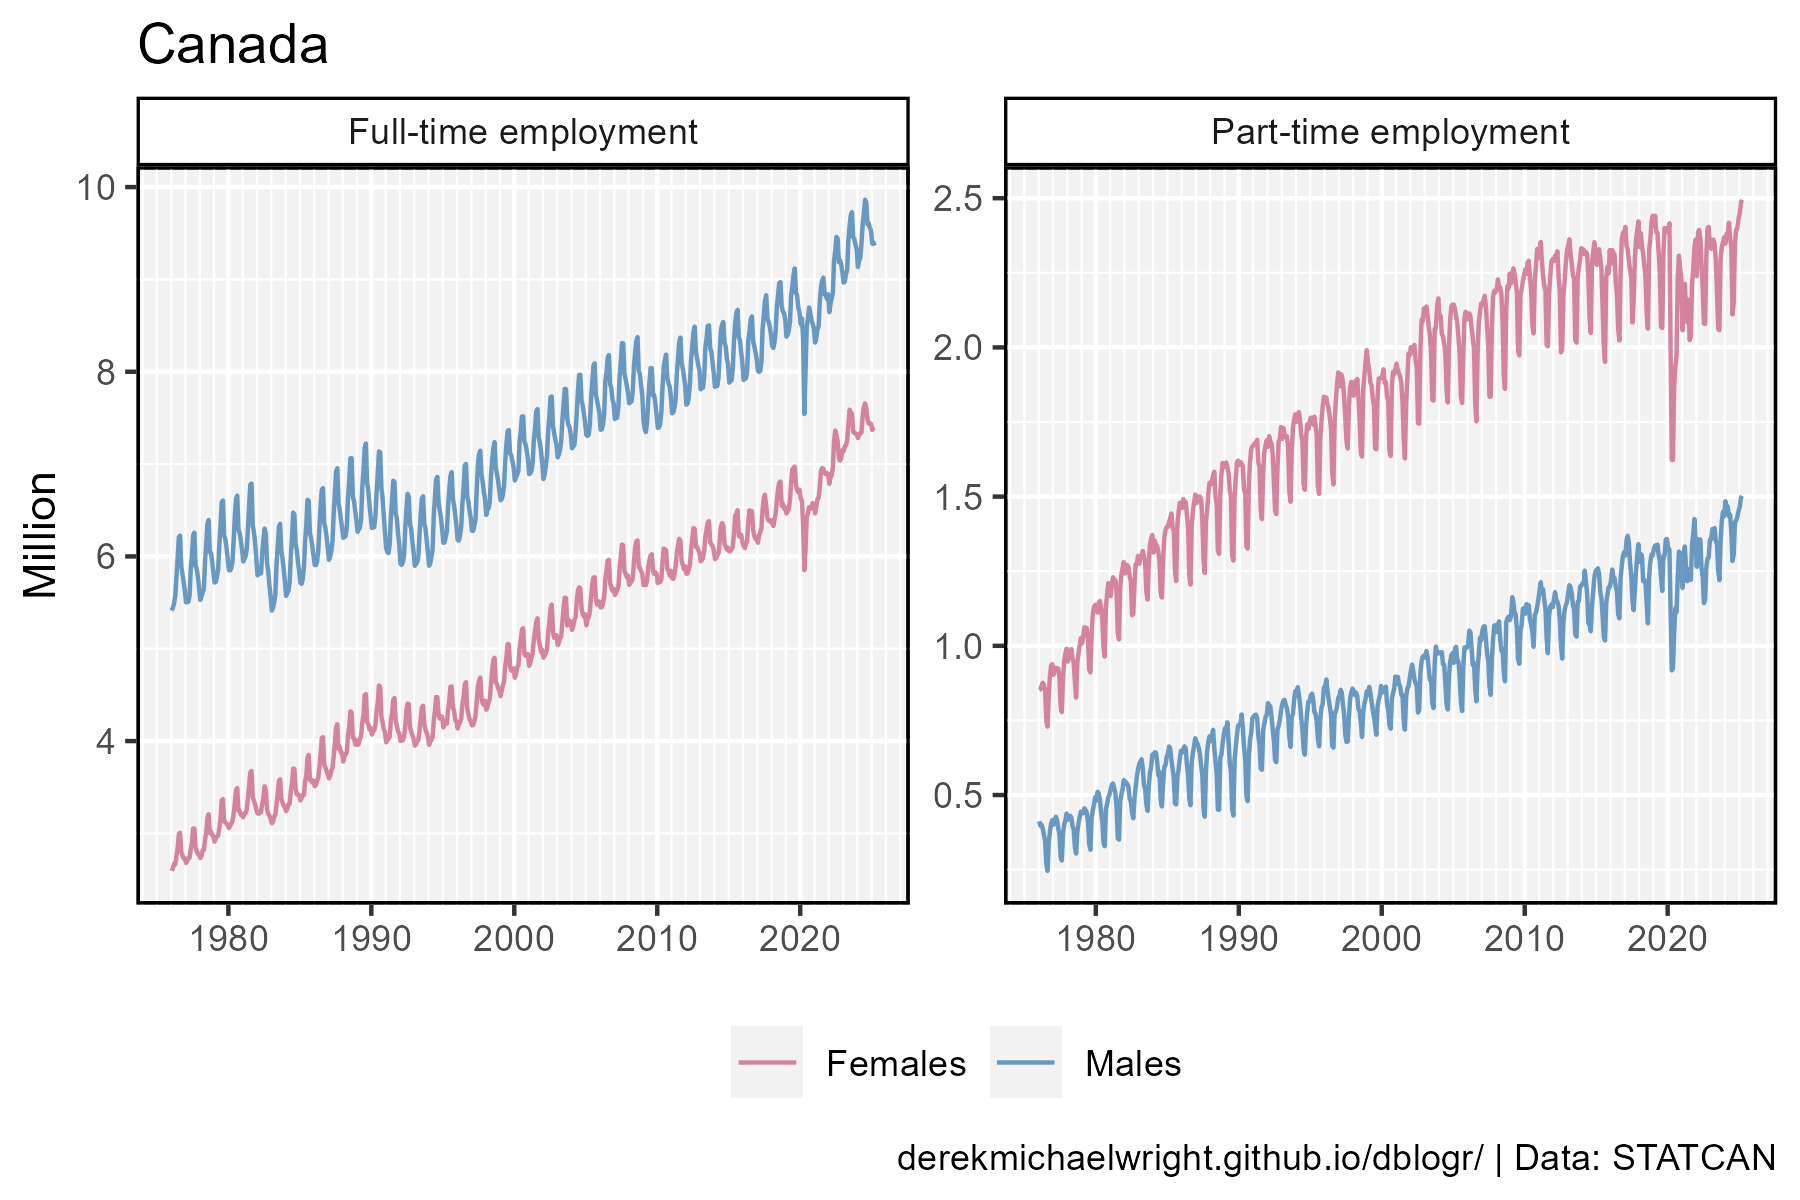 Canada
Full-time employment
Part-time employment
Million
10
8
6
4
2.5
2.0
1.5
1.0
0.5
1980 1990 2000 2010 2020
1980 1990 2000 2010 2020
Females Males
derekmichaelwright.github.io/dblogr/ | Data: STATCAN